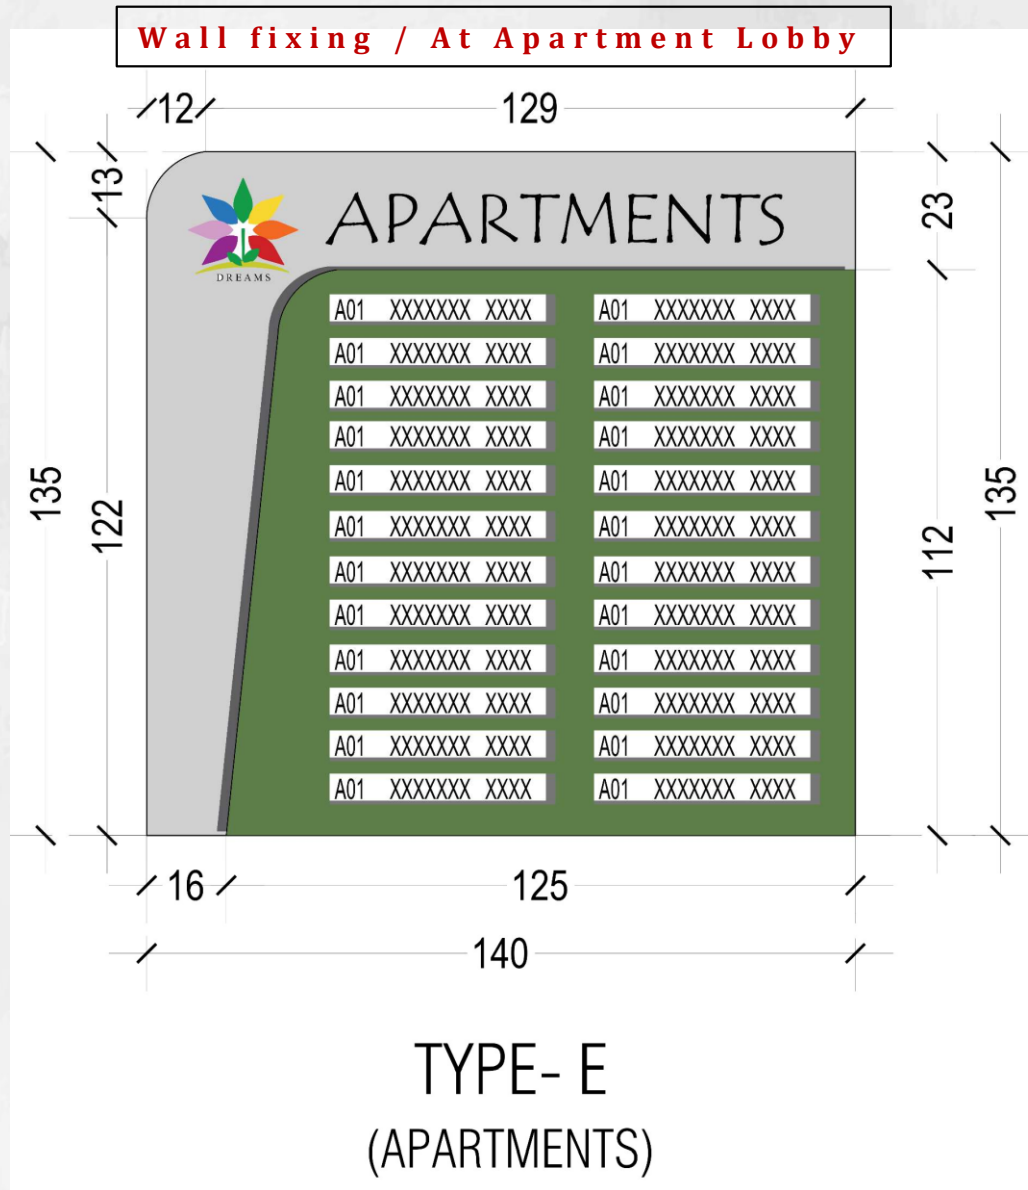 Wall fixing / At Apartment Lobby
12 129
13 23
APARTMENTS
DREAMS
A01 XXXXXXX XXXX A01 XXXXXXX XXXX
A01 XXXXXXX XXXX A01 XXXXXXX XXXX
A01 XXXXXXX XXXX A01 XXXXXXX XXXX
A01 XXXXXXX XXXX A01 XXXXXXX XXXX
A01 XXXXXXX XXXX A01 XXXXXXX XXXX
A01 XXXXXXX XXXX A01 XXXXXXX XXXX
A01 XXXXXXX XXXX A01 XXXXXXX XXXX
A01 XXXXXXX XXXX A01 XXXXXXX XXXX
A01 XXXXXXX XXXX A01 XXXXXXX XXXX
A01 XXXXXXX XXXX A01 XXXXXXX XXXX
A01 XXXXXXX XXXX A01 XXXXXXX XXXX
A01 XXXXXXX XXXX A01 XXXXXXX XXXX
135 122 112 135
16 125
140
TYPE- E
(APARTMENTS)